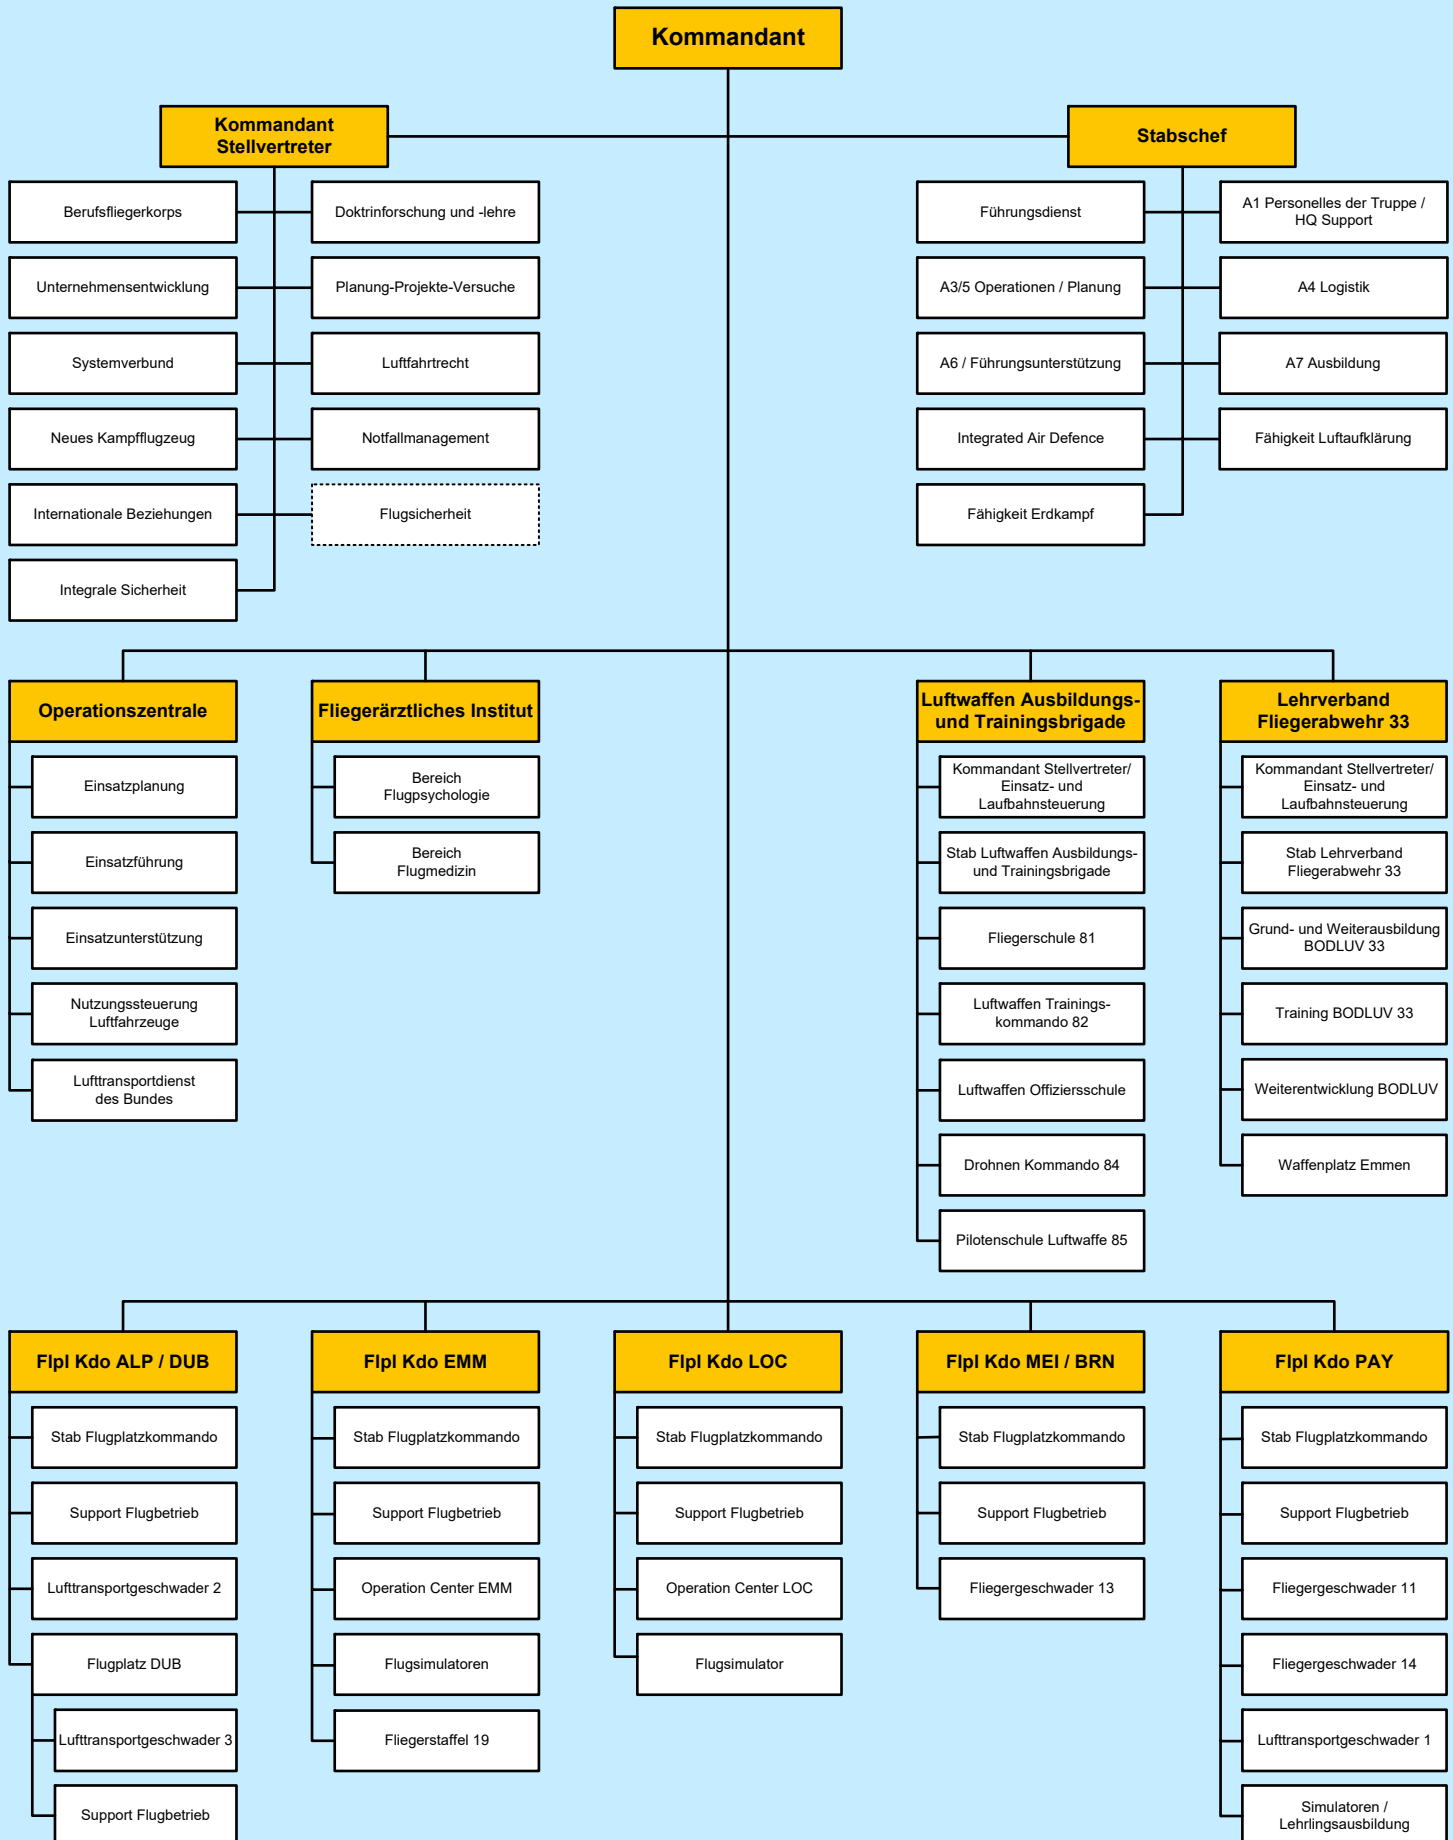 Kommandant
Kommandant
Stellvertreter
Stabschef
Berufsfliegerkorps
Doktrinforschung und -lehre
Unternehmensentwicklung
Planung-Projekte-Versuche
Systemverbund
Luftfahrtrecht
Neues Kampfflugzeug
Notfallmanagement
Internationale Beziehungen
Flugsicherheit
Integrale Sicherheit
Führungsdienst
A1 Personelles der Truppe /
HQ Support
A3/5 Operationen / Planung
A4 Logistik
A6 / Führungsunterstützung
A7 Ausbildung
Integrated Air Defence
Fähigkeit Luftaufklärung
Fähigkeit Erdkampf
Operationszentrale
Einsatzplanung
Einsatzführung
Einsatzunterstützung
Nutzungssteuerung
Luftfahrzeuge
Lufttransportdienst
des Bundes
Fliegerärztliches Institut
Bereich
Flugpsychologie
Bereich
Flugmedizin
Luftwaffen Ausbildungs-
und Trainingsbrigade
Kommandant Stellvertreter/
Einsatz- und
Laufbahnsteuerung
Stab Luftwaffen Ausbildungs-
und Trainingsbrigade
Fliegerschule 81
Luftwaffen Trainings-
kommando 82
Luftwaffen Offiziersschule
Drohnen Kommando 84
Pilotenschule Luftwaffe 85
Lehrverband
Fliegerabwehr 33
Kommandant Stellvertreter/
Einsatz- und
Laufbahnsteuerung
Stab Lehrverband
Fliegerabwehr 33
Grund- und Weiterausbildung
BODLUV 33
Training BODLUV 33
Weiterentwicklung BODLUV
Waffenplatz Emmen
Flpl Kdo ALP / DUB
Stab Flugplatzkommando
Support Flugbetrieb
Lufttransportgeschwader 2
Flugplatz DUB
Lufttransportgeschwader 3
Support Flugbetrieb
Flpl Kdo EMM
Stab Flugplatzkommando
Support Flugbetrieb
Operation Center EMM
Flugsimulatoren
Fliegerstaffel 19
Flpl Kdo LOC
Stab Flugplatzkommando
Support Flugbetrieb
Operation Center LOC
Flugsimulator
Flpl Kdo MEI / BRN
Stab Flugplatzkommando
Support Flugbetrieb
Fliegergeschwader 13
Flpl Kdo PAY
Stab Flugplatzkommando
Support Flugbetrieb
Fliegergeschwader 11
Fliegergeschwader 14
Lufttransportgeschwader 1
Simulatoren /
Lehrlingsausbildung